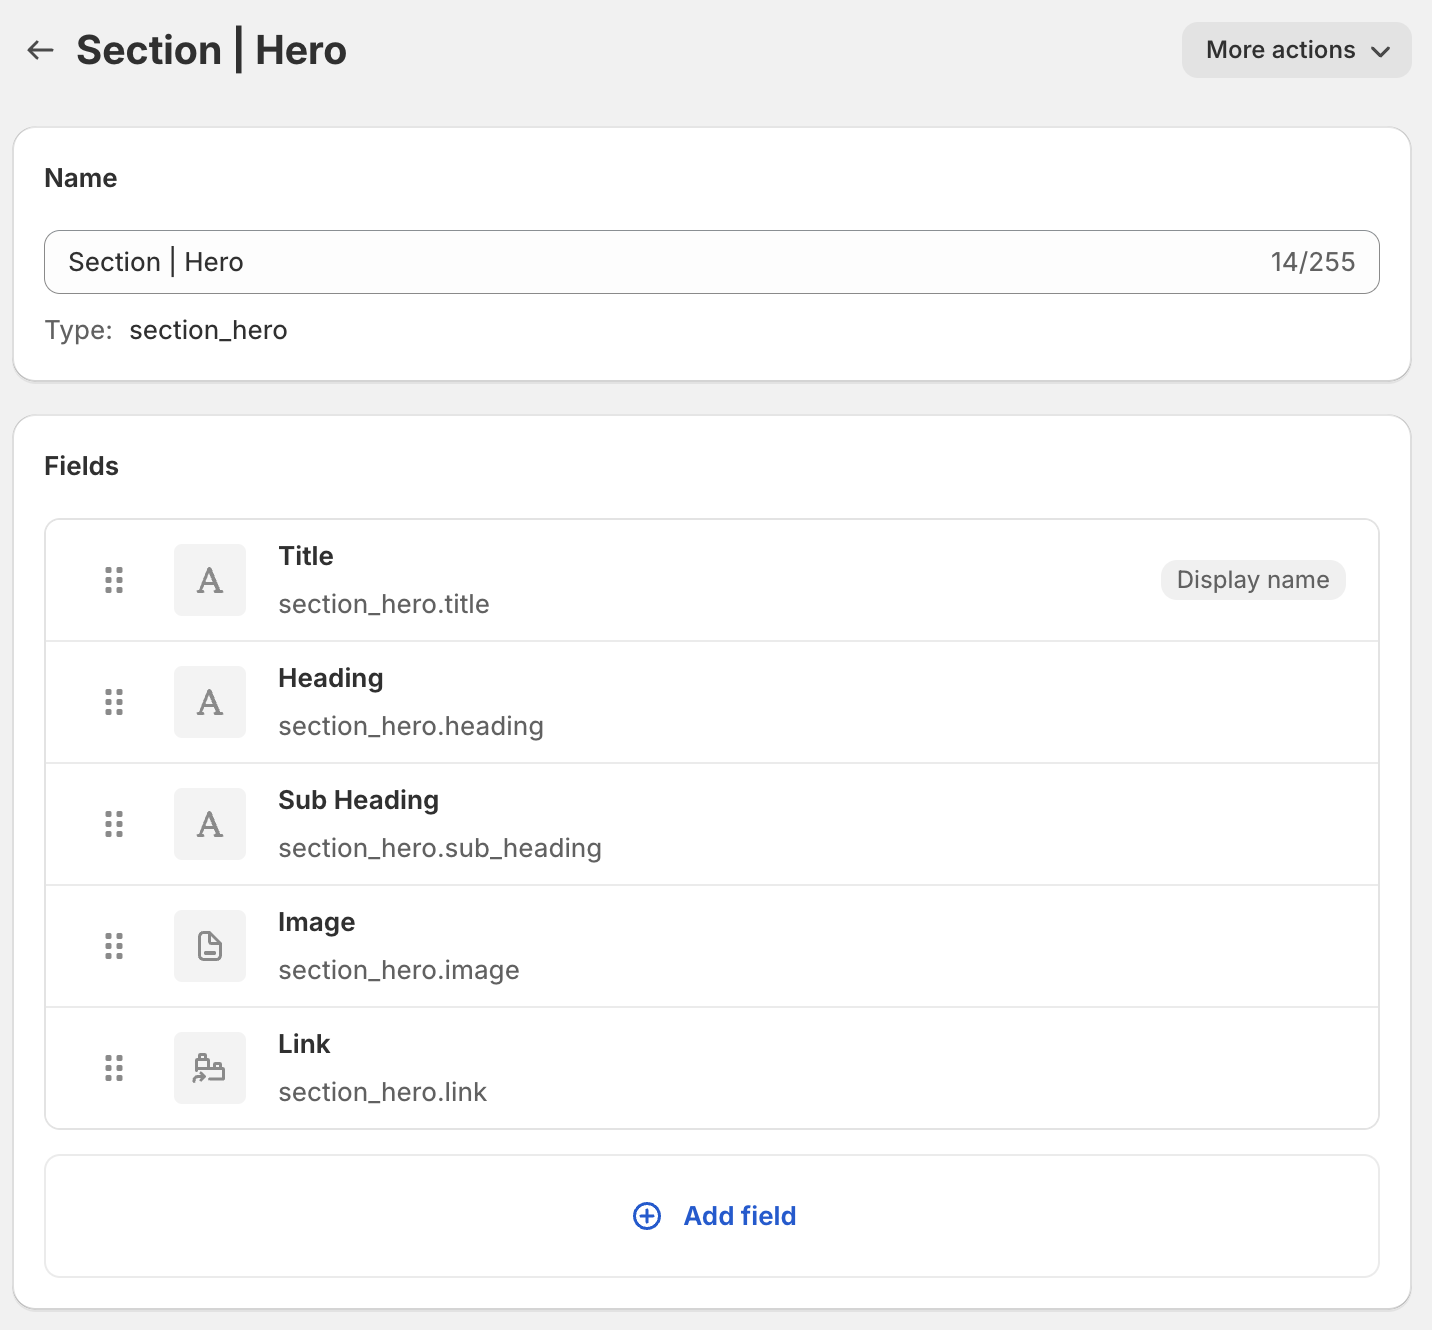 Section | Hero
More actions
Name
Section | Hero
14/255
Type: section_hero
Fields
Title
section_hero.title
Display name
Heading
section_hero.heading
Sub Heading
section_hero.sub_heading
Image
section_hero.image
Link
section_hero.link
Add field